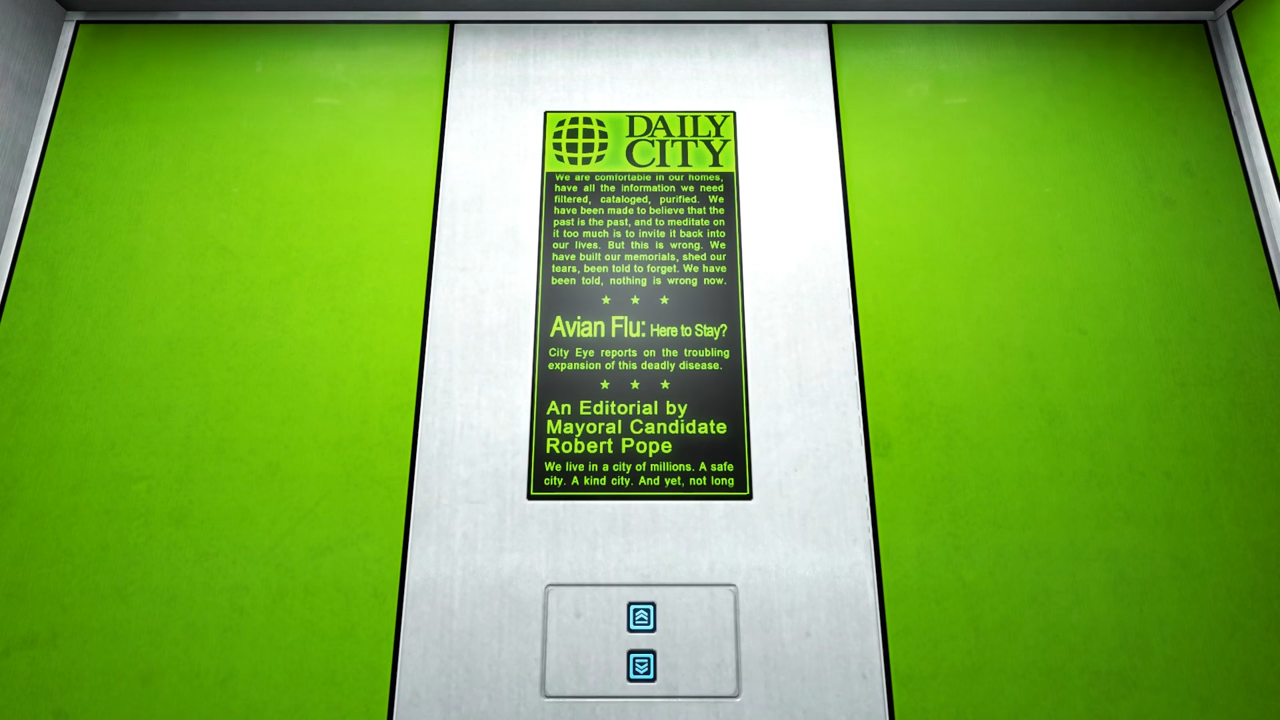 DAILY
CITY
We are comfortable in our homes,
have all the information we need
filtered, cataloged, purified. We
have been made to believe that the
past is the past, and to meditate on
it too much is to invite it back into
our lives. But this is wrong. We
have built our memorials, shed our
tears, been told to forget. We have
been told, nothing is wrong now.
★ ★ ★
Avian Flu: Here to Stay?
City Eye reports on the troubling
expansion of this deadly disease.
★ ★ ★
An Editorial by
Mayoral Candidate
Robert Pope
We live in a city of millions. A safe
city. A kind city. And yet, not long